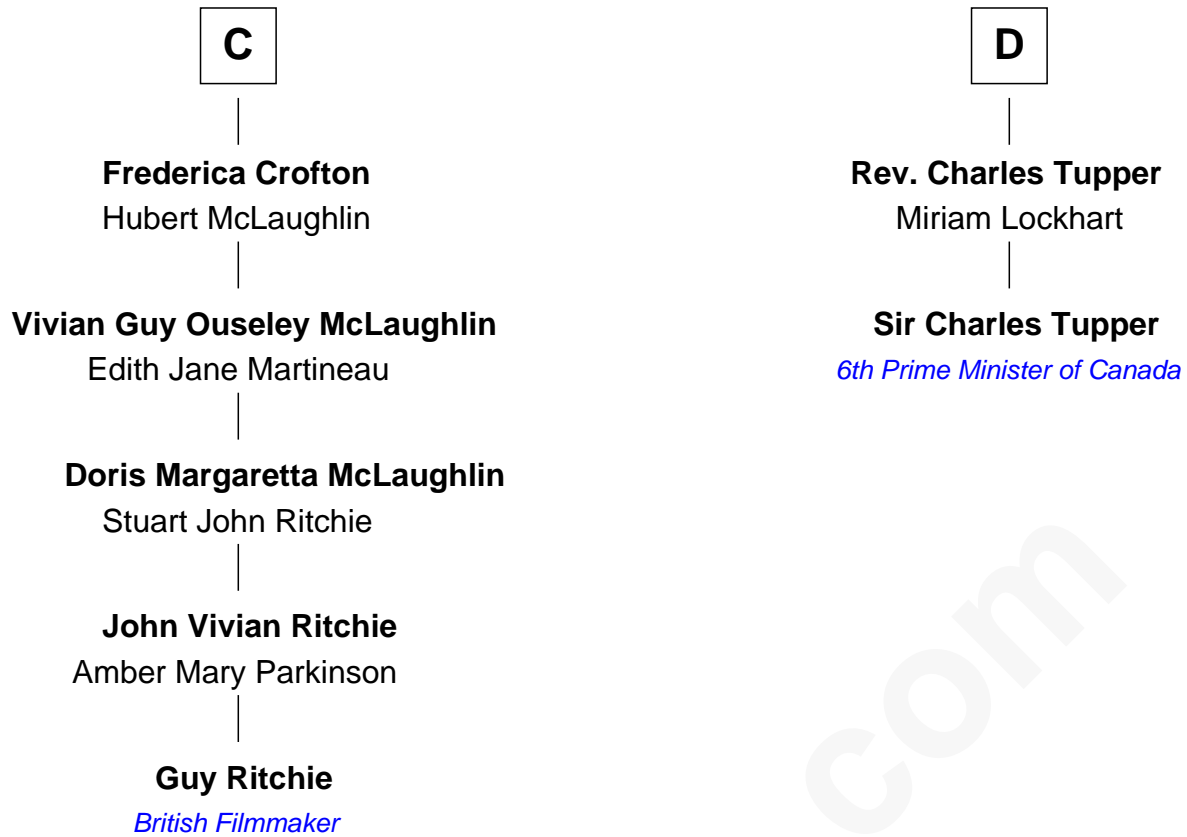 C
Frederica Crofton
Hubert McLaughlin
Vivian Guy Ouseley McLaughlin
Edith Jane Martineau
Doris Margaretta McLaughlin
Stuart John Ritchie
John Vivian Ritchie
Amber Mary Parkinson
Guy Ritchie
British Filmmaker
D
Rev. Charles Tupper
Miriam Lockhart
Sir Charles Tupper
6th Prime Minister of Canada
com